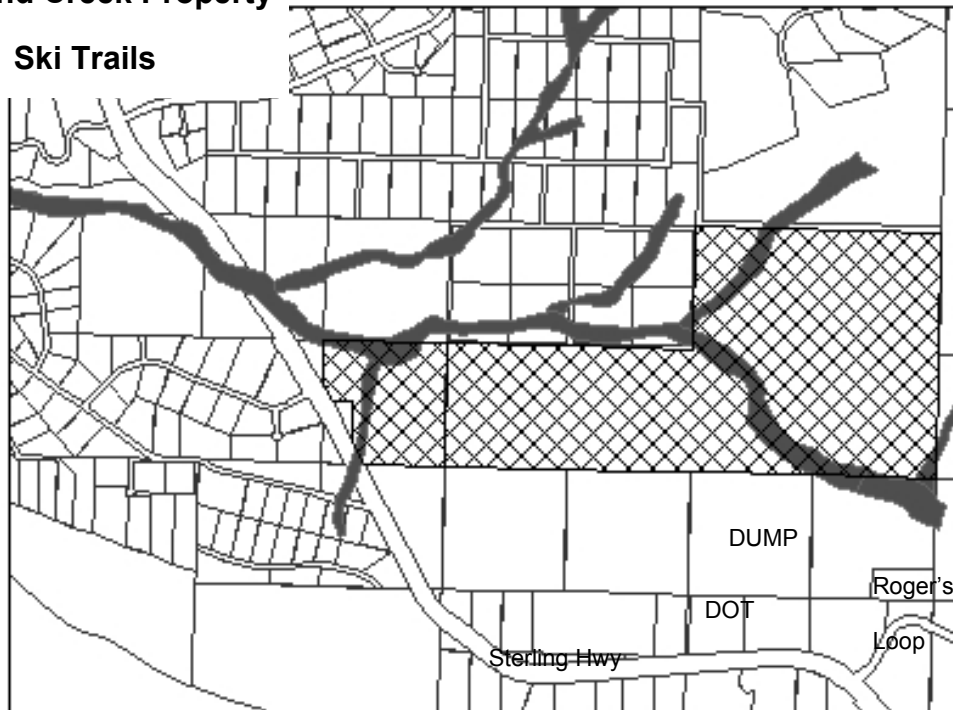 Creek Property
Ski Trails
DUMP
Roger's
DOT
Loop
Sterling Hwy